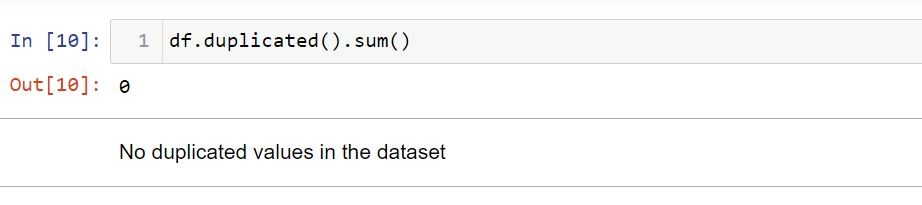 In [10]: 1 df.duplicated().sum()
Out[10]: 0
No duplicated values in the dataset